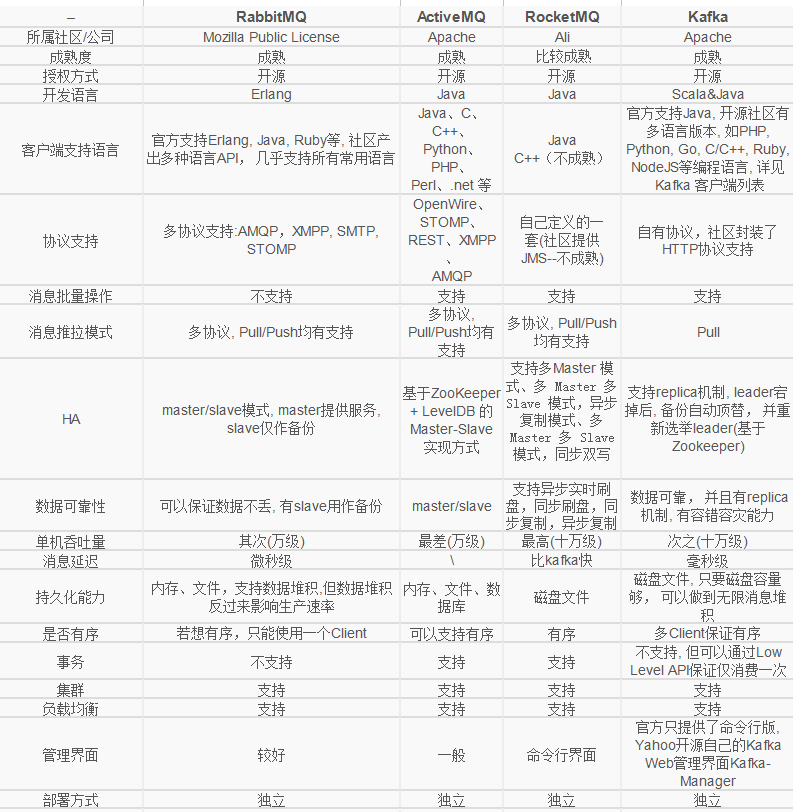 –
RabbitMQ
ActiveMQ
RocketMQ
Kafka
所属社区/公司
Mozilla Public License
Apache
Ali
Apache
成熟度
成熟
成熟
比较成熟
成熟
授权方式
开源
开源
开源
开源
开发语言
Erlang
Java
Java
Scala&Java
客户端支持语言
官方支持Erlang, Java, Ruby等, 社区产
出多种语言API， 几乎支持所有常用语言
Java、C、
C++、
Python、
PHP、
Perl、.net 等
Java
C++（不成熟）
官方支持Java, 开源社区有
多语言版本, 如PHP,
Python, Go, C/C++, Ruby,
NodeJS等编程语言, 详见
Kafka 客户端列表
协议支持
多协议支持:AMQP，XMPP, SMTP,
STOMP
OpenWire、
STOMP、
REST、XMPP
、
AMQP
自己定义的一
套(社区提供
JMS--不成熟)
自有协议，社区封装了
HTTP协议支持
消息批量操作
不支持
支持
支持
支持
消息推拉模式
多协议, Pull/Push均有支持
多协议,
Pull/Push均有
支持
多协议, Pull/Push
均有支持
Pull
HA
master/slave模式, master提供服务,
slave仅作备份
基于ZooKeeper
+ LevelDB 的
Master-Slave
实现方式
支持多Master 模
式、多 Master 多
Slave 模式，异步
复制模式、多
Master 多 Slave
模式，同步双写
支持replica机制, leader宕
掉后, 备份自动顶替， 并重
新选举leader(基于
Zookeeper)
数据可靠性
可以保证数据不丢, 有slave用作备份
master/slave
支持异步实时刷
盘，同步刷盘，同
步复制，异步复制
数据可靠， 并且有replica
机制, 有容错容灾能力
单机吞吐量
其次(万级)
最差(万级)
最高(十万级)
次之(十万级)
消息延迟
微秒级
\
比kafka快
毫秒级
持久化能力
内存、文件，支持数据堆积,但数据堆积
反过来影响生产速率
内存、文件、数
据库
磁盘文件
磁盘文件, 只要磁盘容量
够， 可以做到无限消息堆
积
是否有序
若想有序，只能使用一个Client
可以支持有序
有序
多Client保证有序
事务
不支持
支持
支持
不支持, 但可以通过Low
Level API保证仅消费一次
集群
支持
支持
支持
支持
负载均衡
支持
支持
支持
支持
管理界面
较好
一般
命令行界面
官方只提供了命令行版,
Yahoo开源自己的Kafka
Web管理界面Kafka-
Manager
部署方式
独立
独立
独立
独立